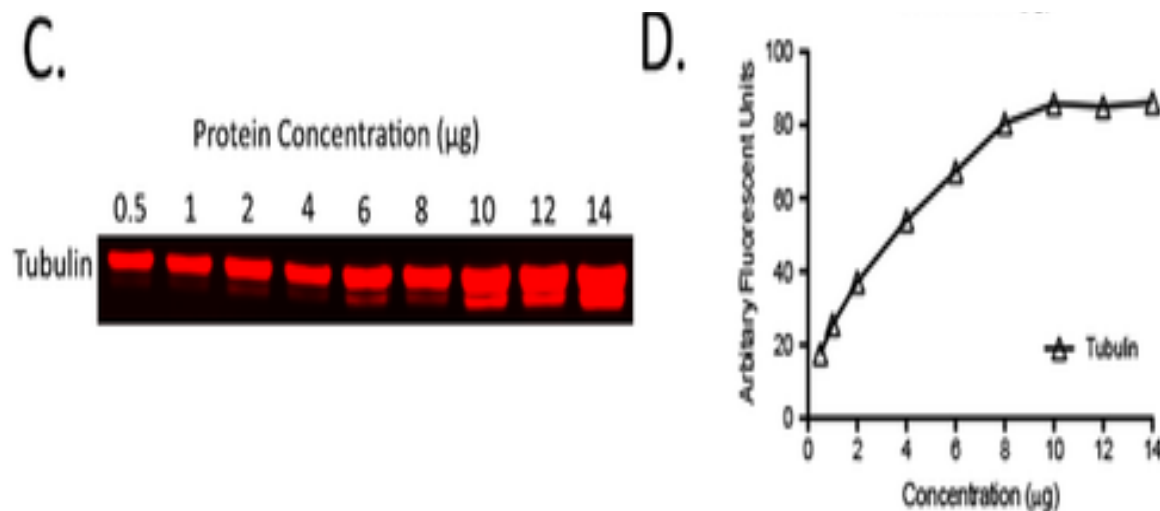 C.
Protein Concentration (µg)
0.5 1 2 4 6 8 10 12 14
Tubulin
D.
100
80
60
40
20
0
Arbitary Fluorescent Units
Tubulin
0 2 4 6 8 10 12 14
Concentration (µg)